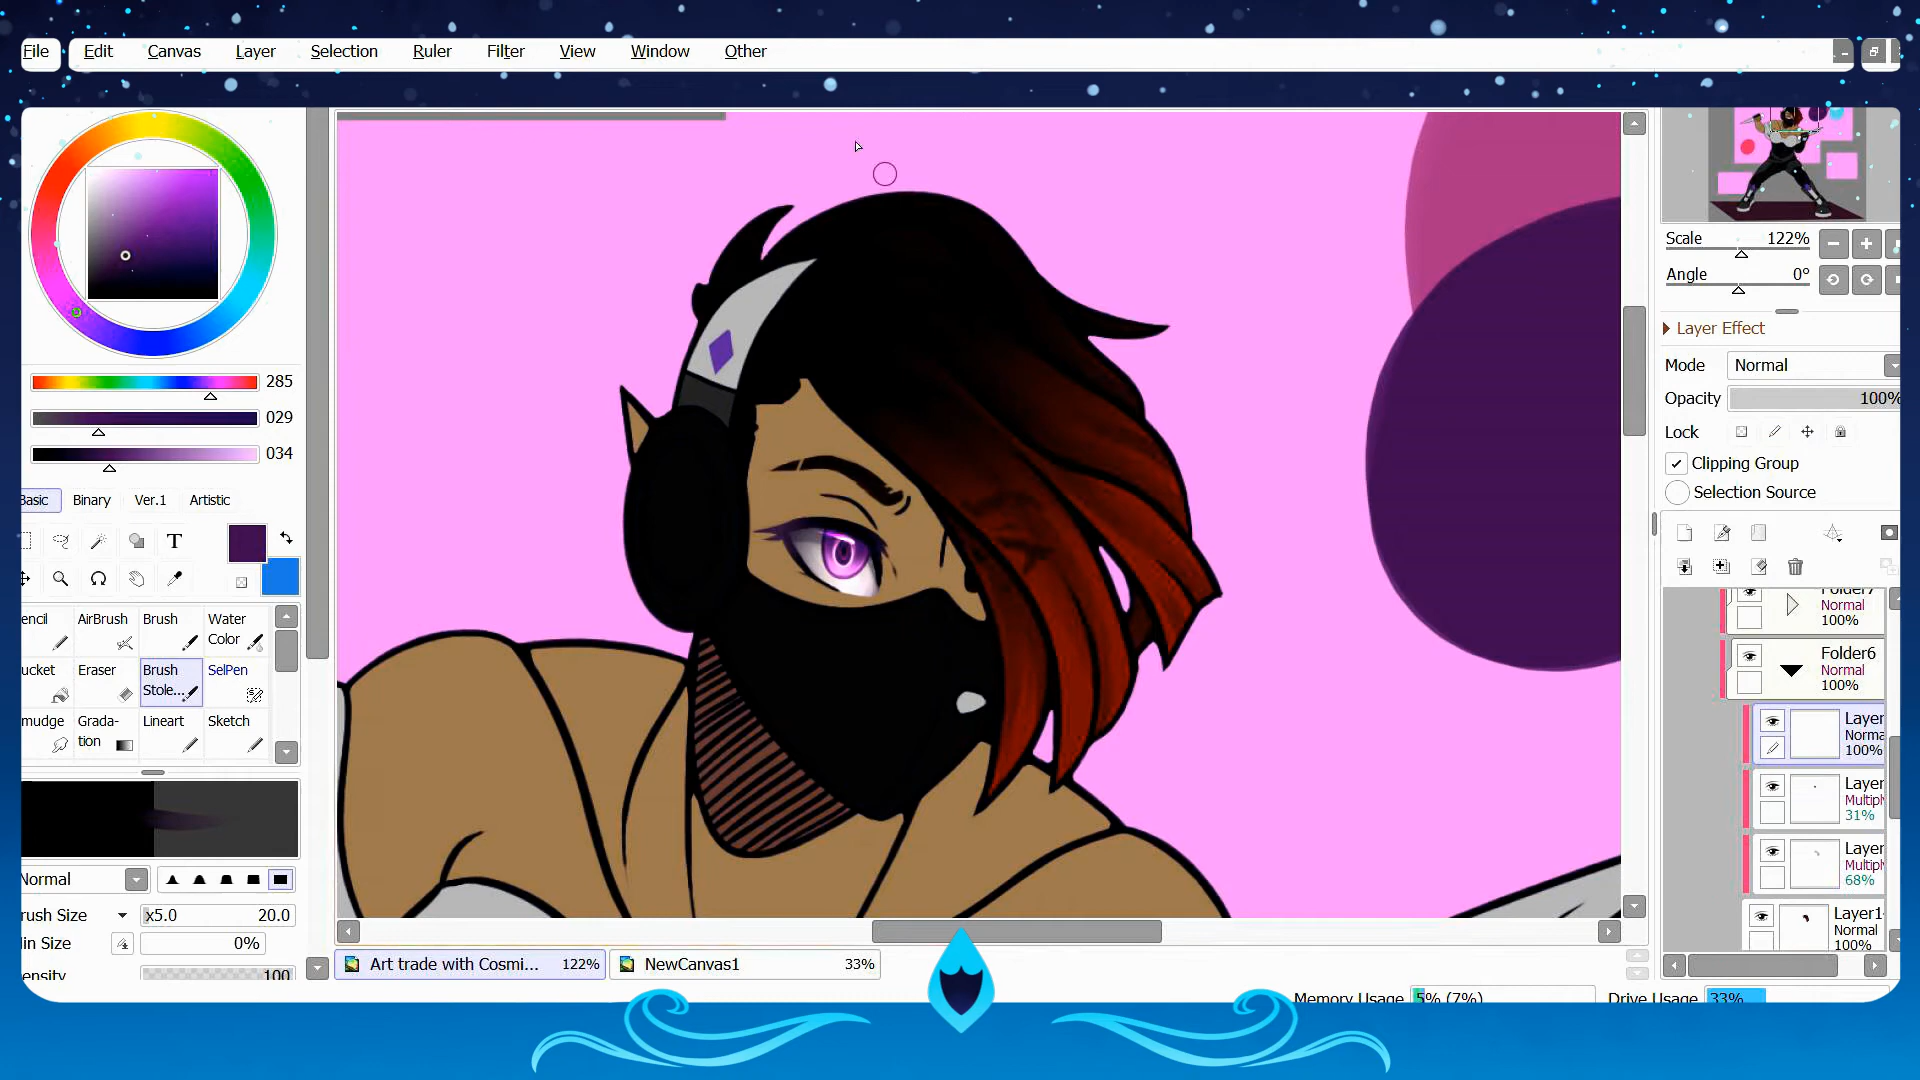 File Edit Canvas Layer Selection Ruler Filter View Window Other
285
029
034
Basic Binary Ver.1 Artistic
T
encil AirBrush Brush Water Color
ucket Eraser Brush Stole... SelPen
mudge Grada-tion Lineart Sketch
Normal
rush Size x5.0 20.0
in Size 0%
ensity 100
Art trade with Cosmi... 122% NewCanvas1 33%
Memory Usage 5% (7%) Drive Usage 33%
Scale 122%
Angle 0°
Layer Effect
Mode Normal
Opacity 100%
Lock
Clipping Group
Selection Source
Folder7
Normal
100%
Folder6
Normal
100%
Layer
Norma
100%
Layer
Multipl
31%
Layer
Multipl
68%
Layer1
Normal
100%